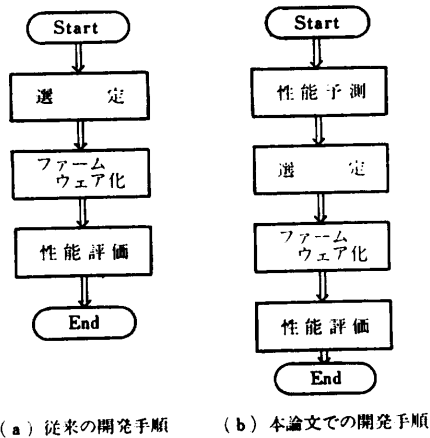 Start
選定
ファーム
ウェア化
性能評価
End
(a) 従来の開発手順
Start
性能予測
選定
ファーム
ウェア化
性能評価
End
(b) 本論文での開発手順